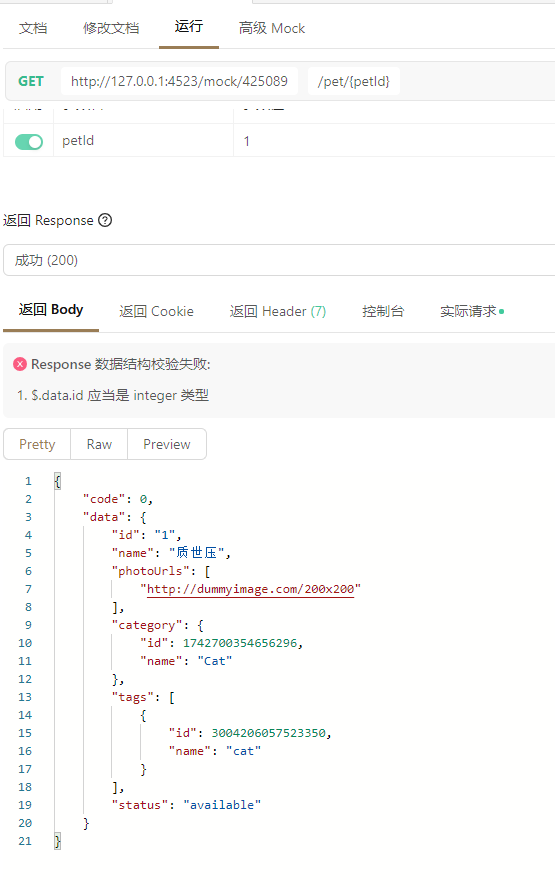 文档 修改文档 运行 高级 Mock
GET http://127.0.0.1:4523/mock/425089 /pet/{petId}
petId 1
返回 Response
成功 (200)
返回 Body 返回 Cookie 返回 Header (7) 控制台 实际请求
Response 数据结构校验失败:
1. $.data.id 应当是 integer 类型
Pretty Raw Preview
1 {
2 "code": 0,
3 "data": {
4 "id": "1",
5 "name": "质世压",
6 "photoUrls": [
7 "http://dummyimage.com/200x200"
8 ],
9 "category": {
10 "id": 1742700354656296,
11 "name": "Cat"
12 },
13 "tags": [
14 {
15 "id": 3004206057523350,
16 "name": "cat"
17 }
18 ],
19 "status": "available"
20 }
21 }